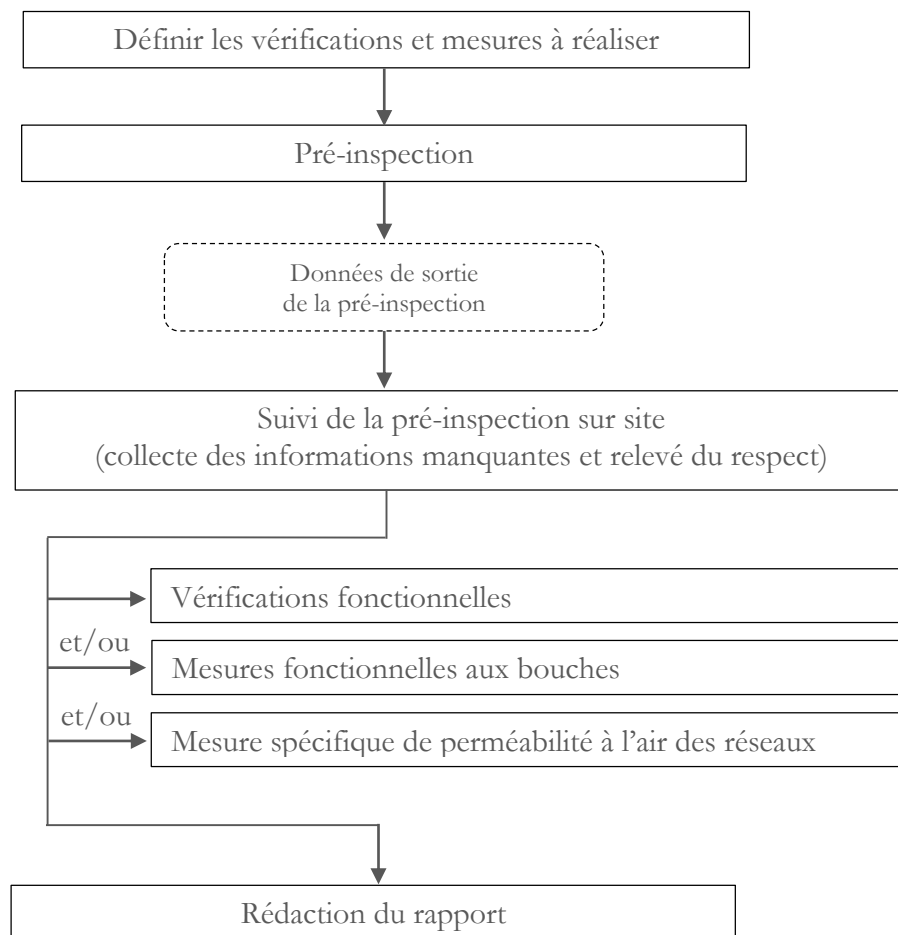 Définir les vérifications et mesures à réaliser
Pré-inspection
Données de sortie
de la pré-inspection
Suivi de la pré-inspection sur site
(collecte des informations manquantes et relevé du respect)
Vérifications fonctionnelles
et/ou
Mesures fonctionnelles aux bouches
et/ou
Mesure spécifique de perméabilité à l’air des réseaux
Rédaction du rapport